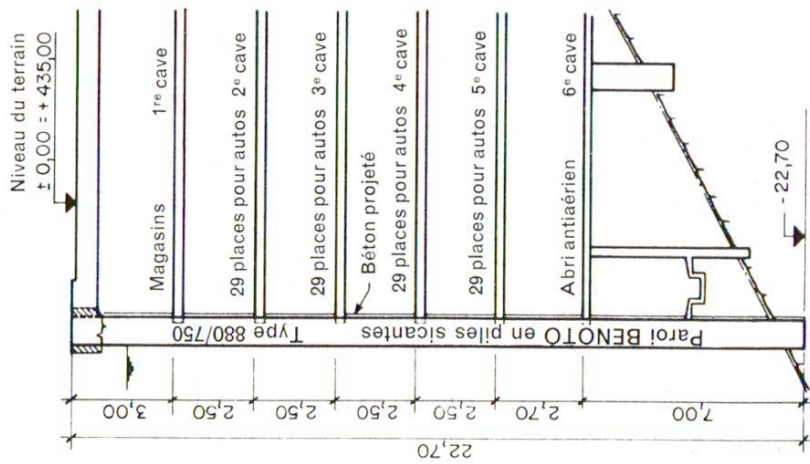 Niveau du terrain
± 0,00 = + 435,00
Magasins 1re cave
29 places pour autos 2e cave
29 places pour autos 3e cave
Béton projeté
29 places pour autos 4e cave
29 places pour autos 5e cave
Abri antiaérien 6e cave
Paroi BENOTO en piles sicantes Type 880/750
-22,70
3,00
2,50
2,50
2,50
2,50
2,70
7,00
22,70